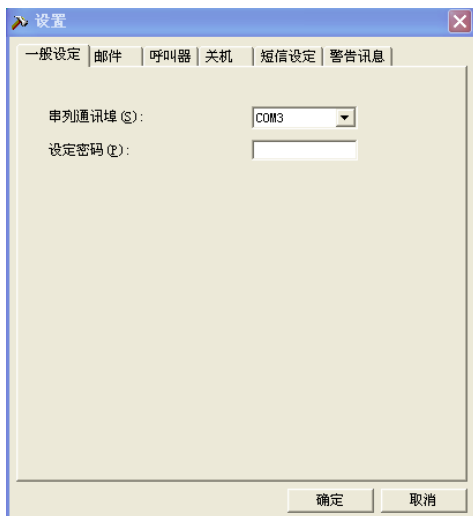 设置
一般设定 邮件 呼叫器 关机 短信设定 警告讯息
串列通讯埠(S): COM3
设定密码(P):
确定 取消